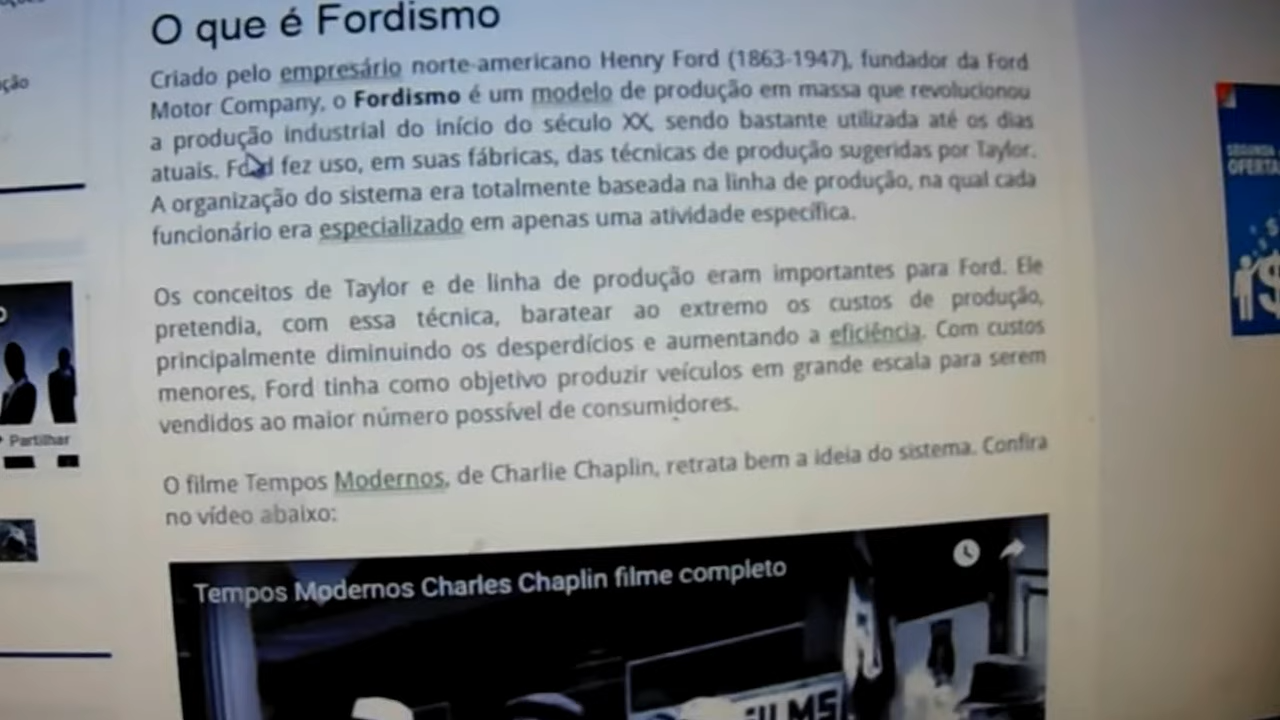 O que é Fordismo
ção
Criado pelo empresário norte-americano Henry Ford (1863-1947), fundador da Ford
Motor Company, o Fordismo é um modelo de produção em massa que revolucionou
a produção industrial do início do século XX, sendo bastante utilizada até os dias
atuais. Ford fez uso, em suas fábricas, das técnicas de produção sugeridas por Taylor.
A organização do sistema era totalmente baseada na linha de produção, na qual cada
funcionário era especializado em apenas uma atividade específica.
OFERTA
Os conceitos de Taylor e de linha de produção eram importantes para Ford. Ele
pretendia, com essa técnica, baratear ao extremo os custos de produção,
principalmente diminuindo os desperdícios e aumentando a eficiência. Com custos
menores, Ford tinha como objetivo produzir veículos em grande escala para serem
vendidos ao maior número possível de consumidores.
Partilhar
O filme Tempos Modernos, de Charlie Chaplin, retrata bem a ideia do sistema. Confira
no vídeo abaixo:
Tempos Modernos Charles Chaplin filme completo
FILMS